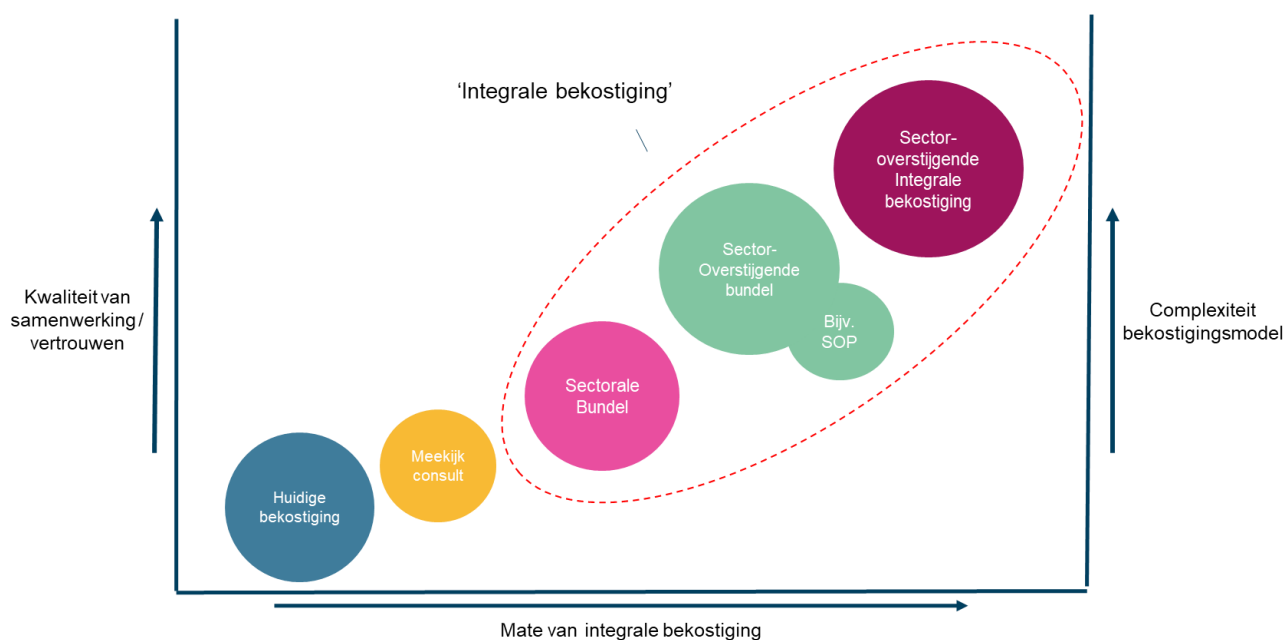 ‘Integrale bekostiging’
Sector-
overstijgende
Integrale
bekostiging
Sector-
Overstijgende
bundel
Bijv.
SOP
Kwaliteit van
samenwerking /
vertrouwen
Complexiteit
bekostigingsmodel
Sectorale
Bundel
Meekijk
consult
Huidige
bekostiging
Mate van integrale bekostiging